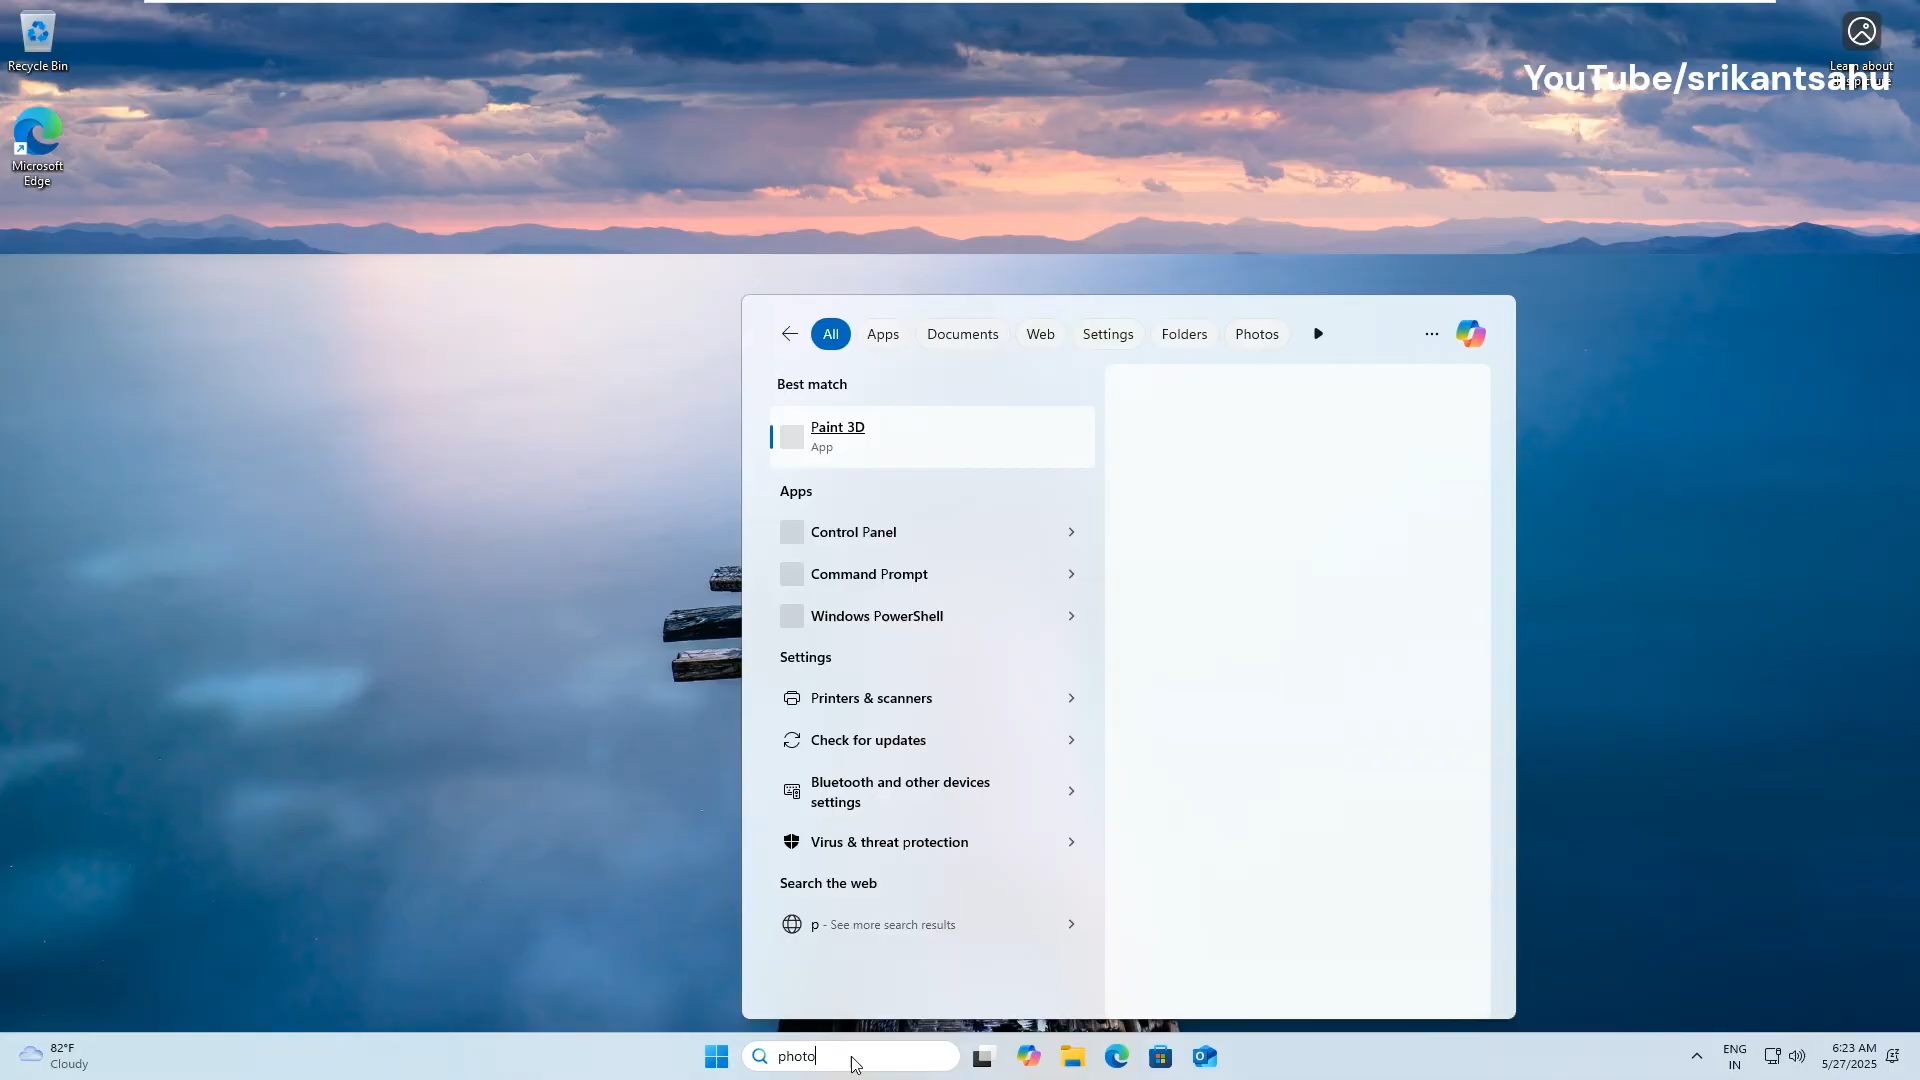 Recycle Bin
Microsoft
Edge
Learn about
YouTube/srikantsahu
All
Apps
Documents
Web
Settings
Folders
Photos
Best match
Paint 3D
App
Apps
Control Panel
Command Prompt
Windows PowerShell
Settings
Printers & scanners
Check for updates
Bluetooth and other devices
settings
Virus & threat protection
Search the web
p - See more search results
82°F
Cloudy
photo
ENG
IN
6:23 AM
5/27/2025